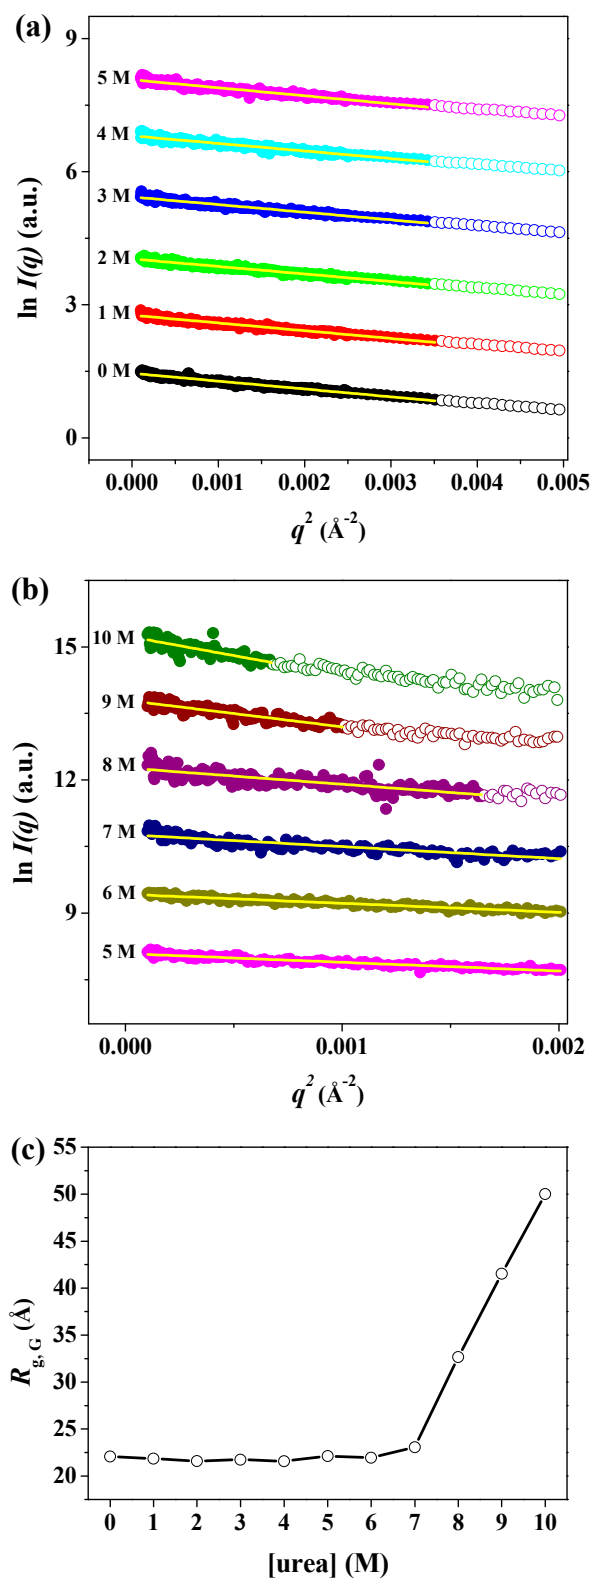 (a)
9
6
3
0
ln I(q) (a.u.)
5 M
4 M
3 M
2 M
1 M
0 M
0.000 0.001 0.002 0.003 0.004 0.005
q² (Å⁻²)
(b)
15
12
9
ln I(q) (a.u.)
10 M
9 M
8 M
7 M
6 M
5 M
0.000 0.001 0.002
q² (Å⁻²)
(c)
55
50
45
40
35
30
25
20
R_g,G (Å)
0 1 2 3 4 5 6 7 8 9 10
[urea] (M)